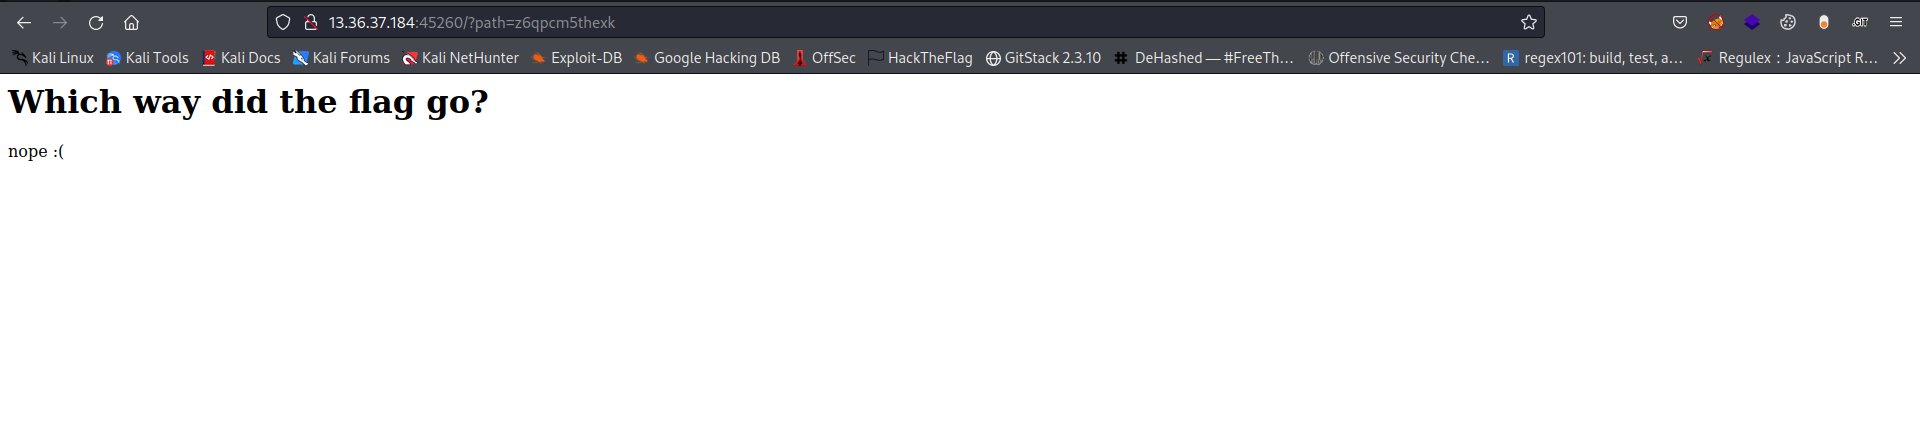 13.36.37.184:45260/?path=z6qpcm5thexk
.GIT
Kali Linux Kali Tools Kali Docs Kali Forums Kali NetHunter Exploit-DB Google Hacking DB OffSec HackTheFlag GitStack 2.3.10 DeHashed — #FreeTh... Offensive Security Che... R regex101: build, test, a... Regulex : JavaScript R...
Which way did the flag go?
nope :(